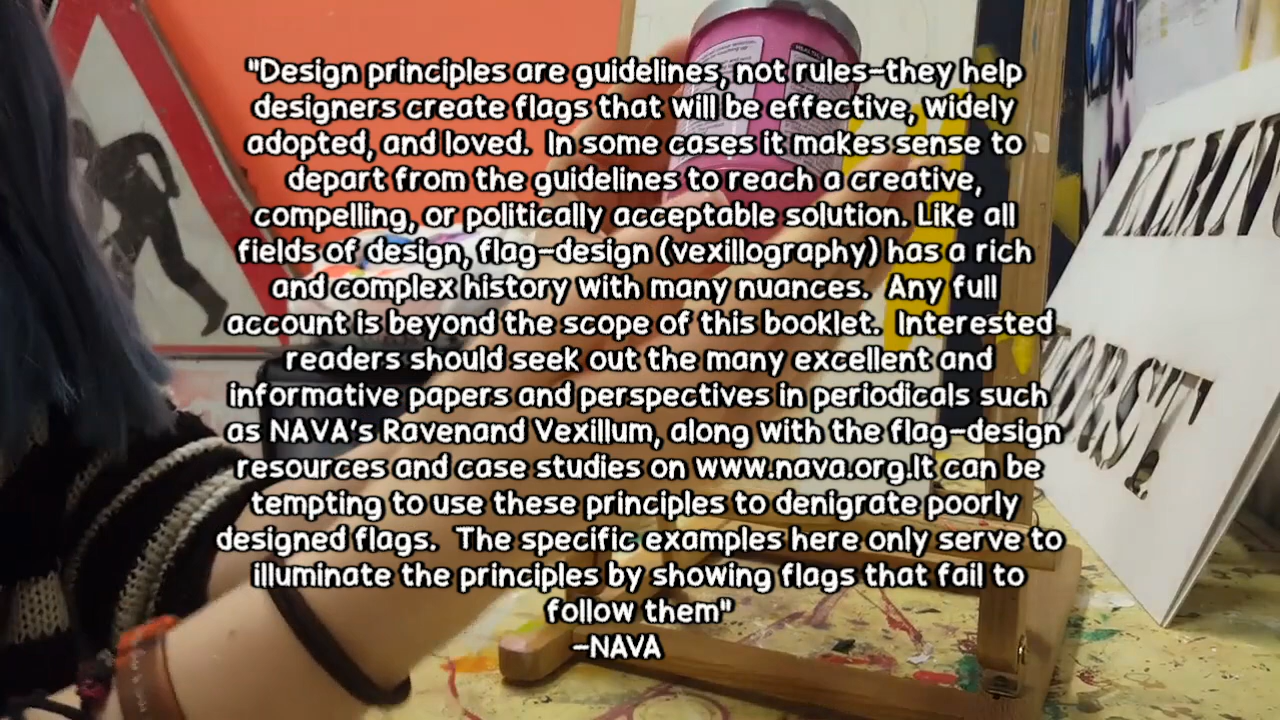 "Design principles are guidelines, not rules-they help
designers create flags that will be effective, widely
adopted, and loved.  In some cases it makes sense to
depart from the guidelines to reach a creative,
compelling, or politically acceptable solution. Like all
fields of design, flag-design (vexillography) has a rich
and complex history with many nuances.  Any full
account is beyond the scope of this booklet.  Interested
readers should seek out the many excellent and
informative papers and perspectives in periodicals such
as NAVA's Ravenand Vexillum, along with the flag-design
resources and case studies on www.nava.org.It can be
tempting to use these principles to denigrate poorly
designed flags.  The specific examples here only serve to
illuminate the principles by showing flags that fail to
follow them"
-NAVA
KLMN